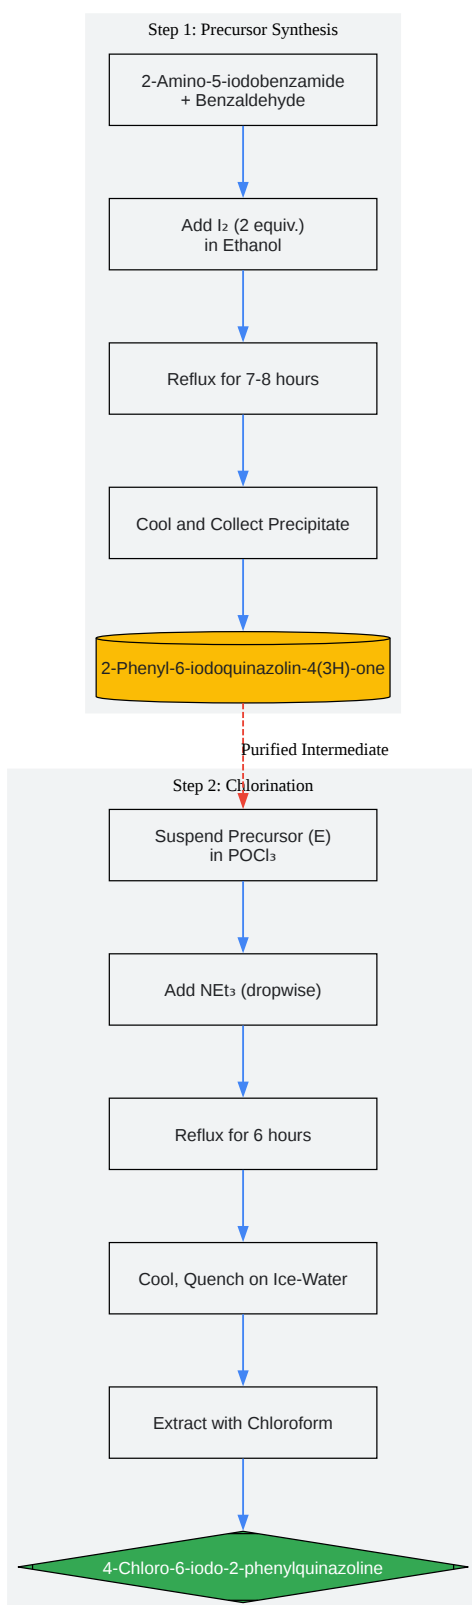 Step 1: Precursor Synthesis
2-Amino-5-iodobenzamide
+ Benzaldehyde
Add I₂ (2 equiv.)
in Ethanol
Reflux for 7-8 hours
Cool and Collect Precipitate
2-Phenyl-6-iodoquinazolin-4(3H)-one
Purified Intermediate
Step 2: Chlorination
Suspend Precursor (E)
in POCl₃
Add NEt₃ (dropwise)
Reflux for 6 hours
Cool, Quench on Ice-Water
Extract with Chloroform
4-Chloro-6-iodo-2-phenylquinazoline